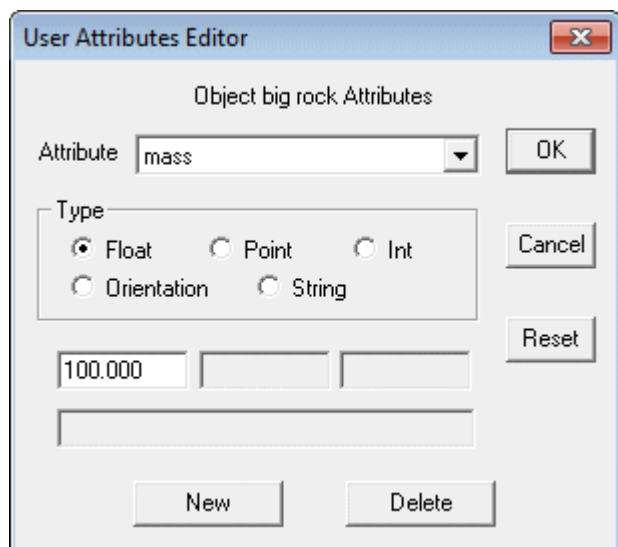 User Attributes Editor
Object big rock Attributes
Attribute mass OK
Type
Float Point Int Cancel
Orientation String
Reset
100.000
New Delete